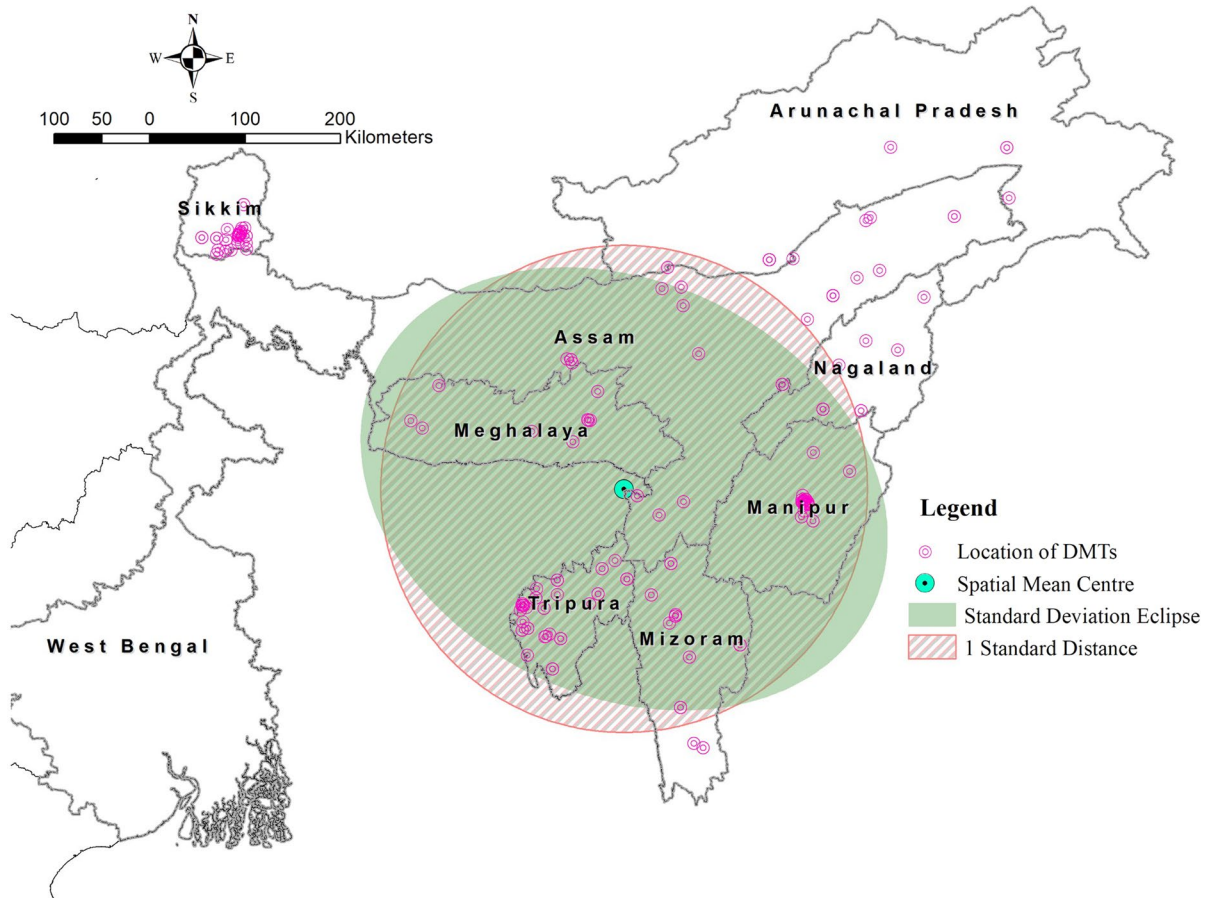 N
W E
S
100 50 0 100 200
Kilometers
Arunachal Pradesh
Sikkim
Assam
Nagaland
Meghalaya
Manipur
Tripura
Mizoram
West Bengal
Legend
Location of DMTs
Spatial Mean Centre
Standard Deviation Eclipse
1 Standard Distance